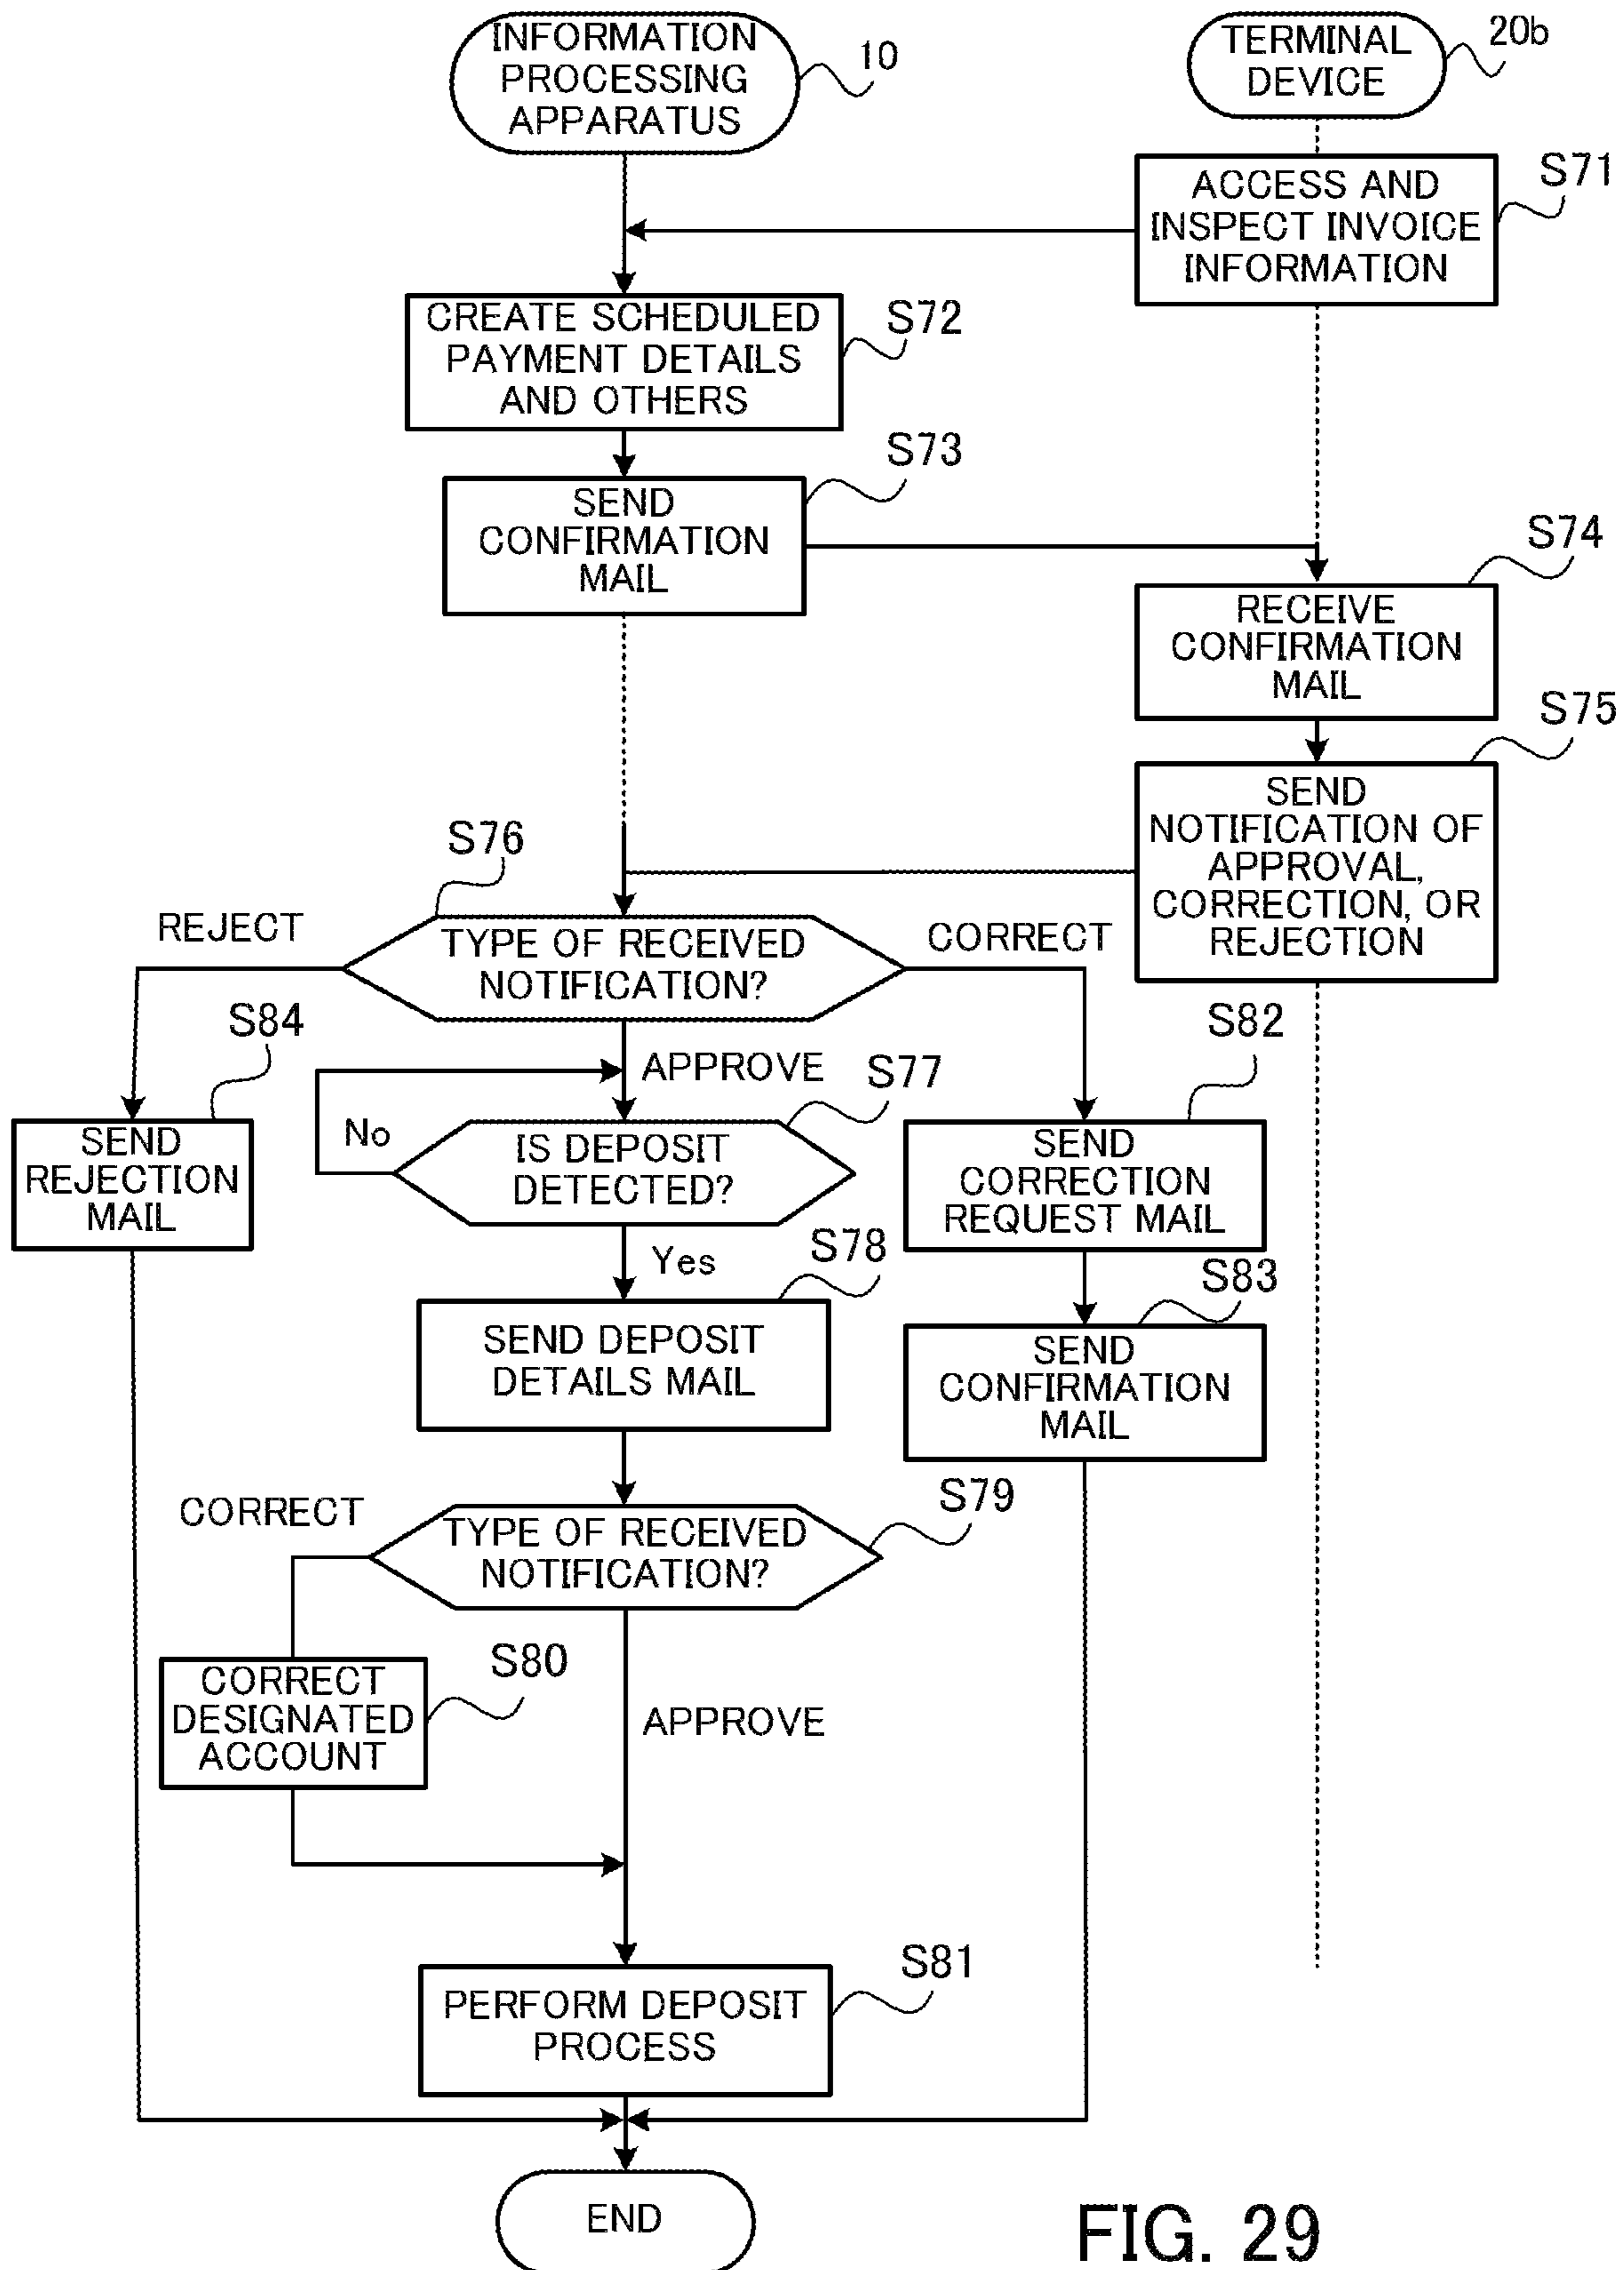 INFORMATION
PROCESSING
APPARATUS
10
TERMINAL
DEVICE
20b
ACCESS AND
INSPECT INVOICE
INFORMATION
S71
CREATE SCHEDULED
PAYMENT DETAILS
AND OTHERS
S72
SEND
CONFIRMATION
MAIL
S73
RECEIVE
CONFIRMATION
MAIL
S74
SEND
NOTIFICATION OF
APPROVAL,
CORRECTION, OR
REJECTION
S75
S76
REJECT
TYPE OF RECEIVED
NOTIFICATION?
CORRECT
S84
SEND
REJECTION
MAIL
APPROVE
S77
No
IS DEPOSIT
DETECTED?
Yes
S82
SEND
CORRECTION
REQUEST MAIL
S78
SEND DEPOSIT
DETAILS MAIL
S83
SEND
CONFIRMATION
MAIL
CORRECT
S79
TYPE OF RECEIVED
NOTIFICATION?
CORRECT
DESIGNATED
ACCOUNT
S80
APPROVE
S81
PERFORM DEPOSIT
PROCESS
END
FIG. 29